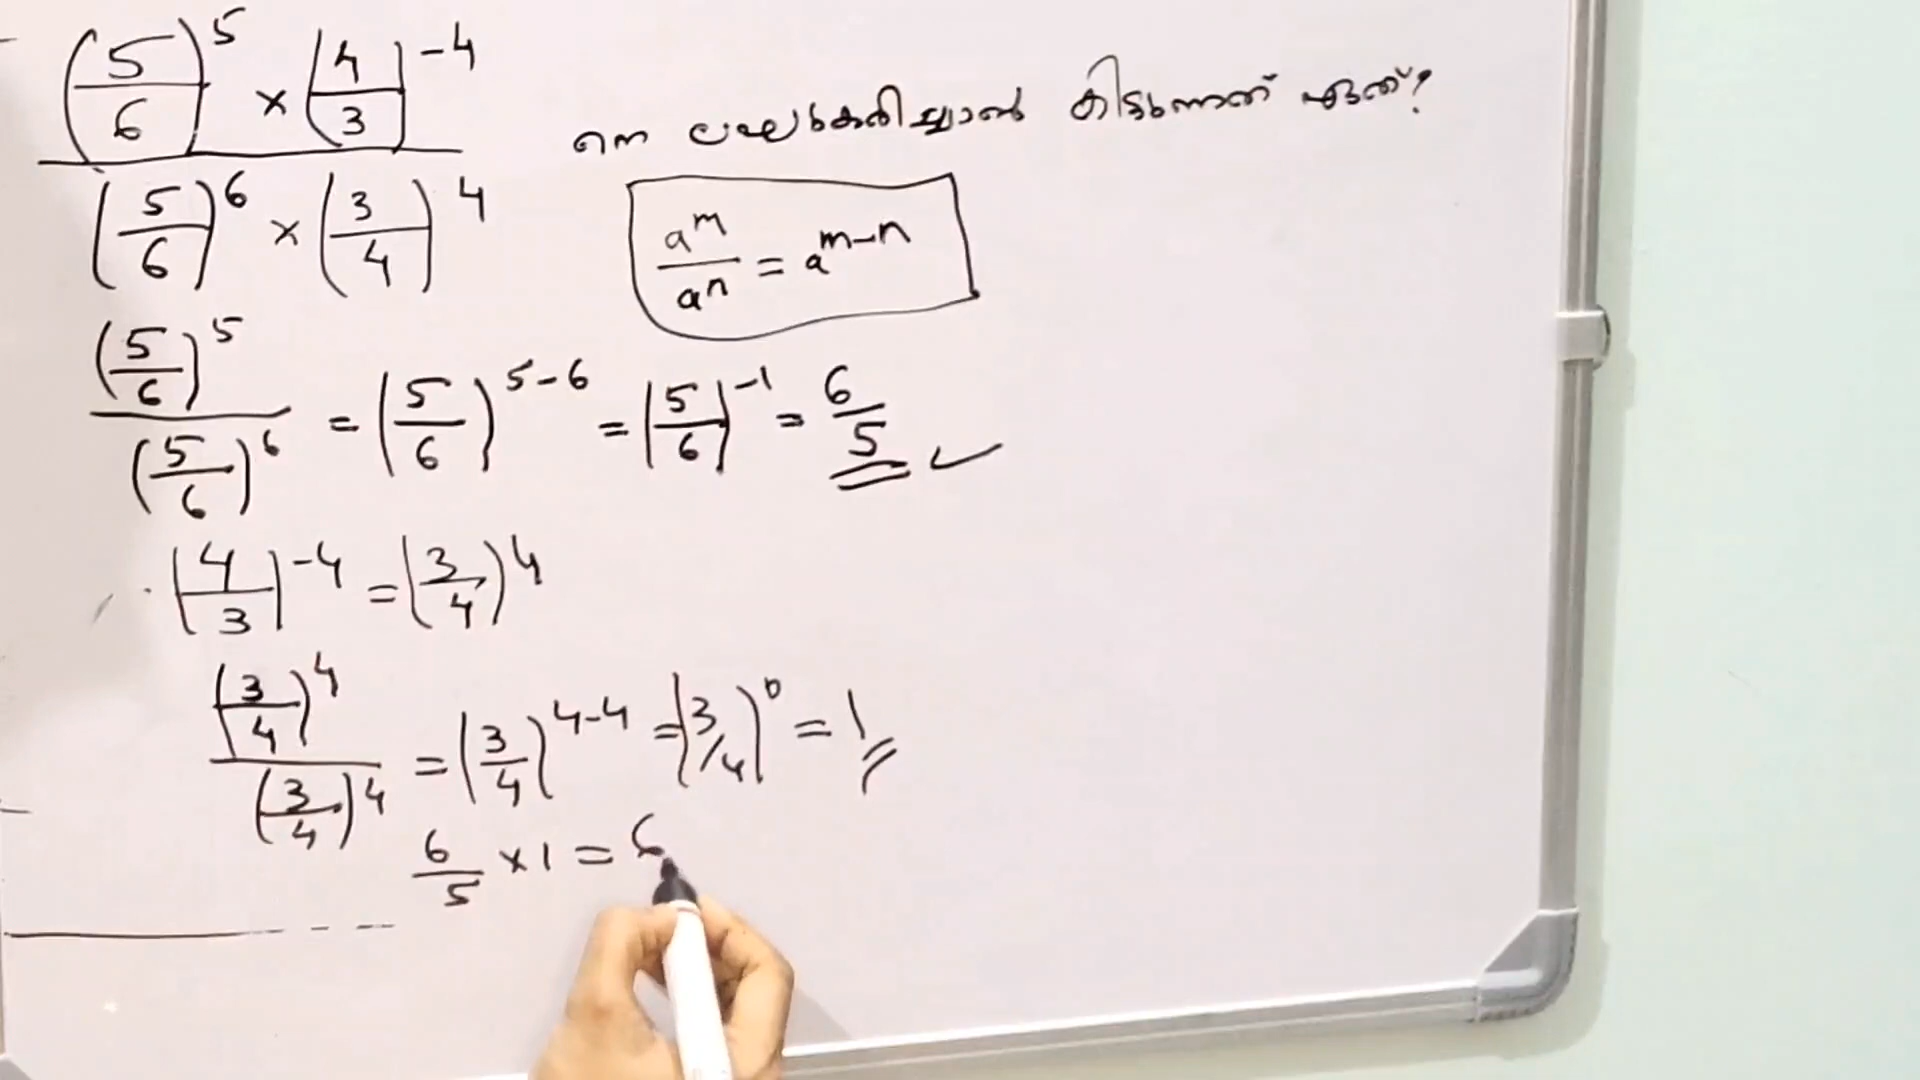 (5/6)^5 × (4/3)^-4 / (5/6)^6 × (3/4)^4 നെ ലഘൂകരിച്ചാൽ കിട്ടുന്നത് ഏത്?
a^m / a^n = a^m-n
(5/6)^5 / (5/6)^6 = (5/6)^5-6 = (5/6)^-1 = 6/5 ✓
(4/3)^-4 = (3/4)^4
(3/4)^4 / (3/4)^4 = (3/4)^4-4 = (3/4)^0 = 1
6/5 × 1 = 6